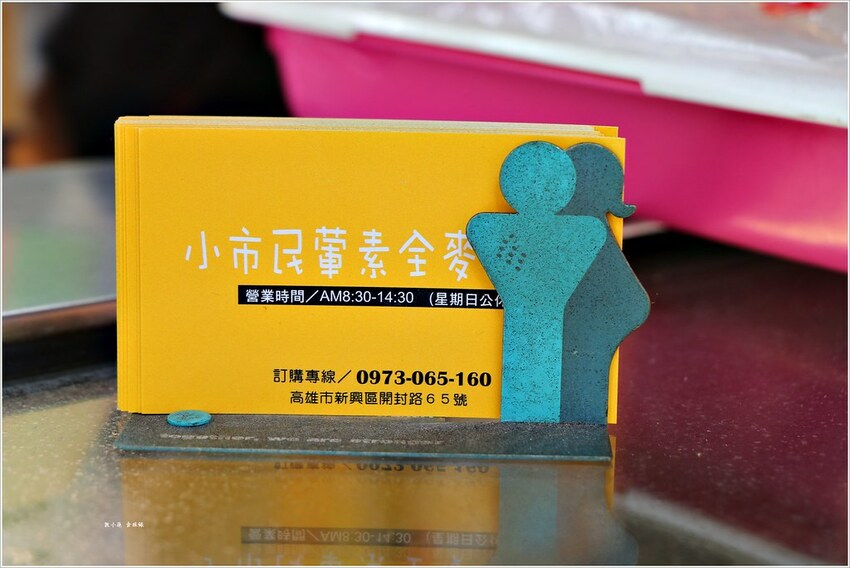 小市民葷素全麥
營業時間／AM8:30-14:30 （星期日公休
訂購專線／ 0973-065-160
高雄市新興區開封路６５號